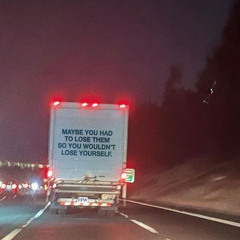 MAYBE YOU HAD
TO LOSE THEM
SO YOU WOULDN'T
LOSE YOURSELF.